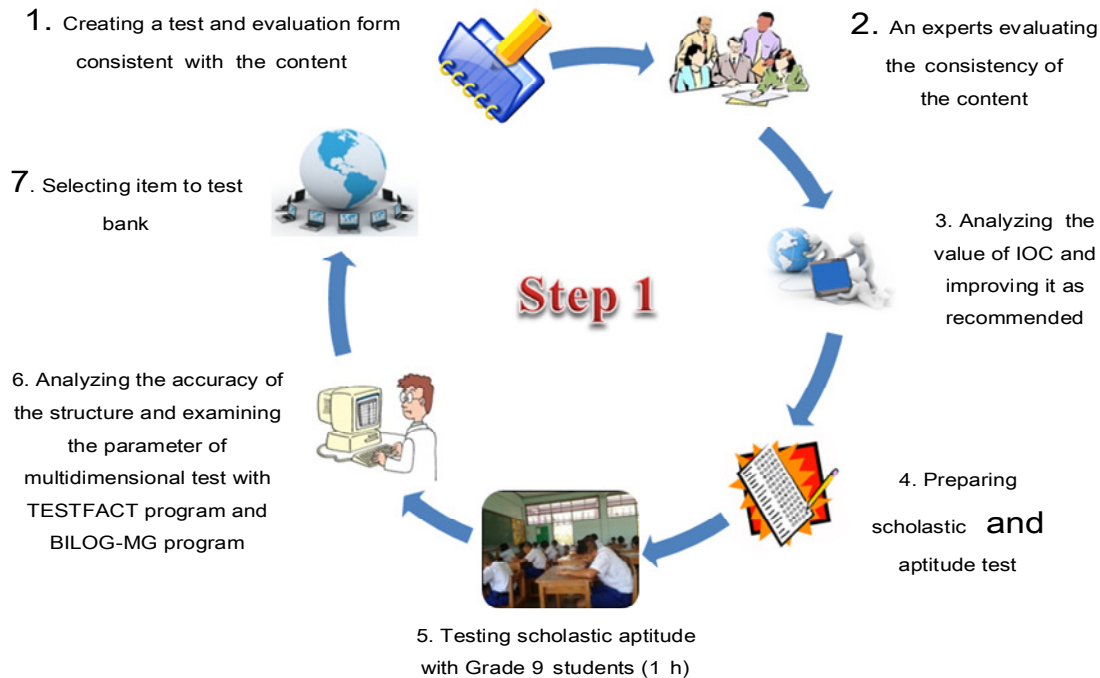 1. Creating a test and evaluation form
consistent with the content
2. An experts evaluating
the consistency of
the content
3. Analyzing the
value of IOC and
improving it as
recommended
4. Preparing
scholastic and
aptitude test
5. Testing scholastic aptitude
with Grade 9 students (1 h)
6. Analyzing the accuracy of
the structure and examining
the parameter of
multidimensional test with
TESTFACT program and
BILOG-MG program
7. Selecting item to test
bank
Step 1